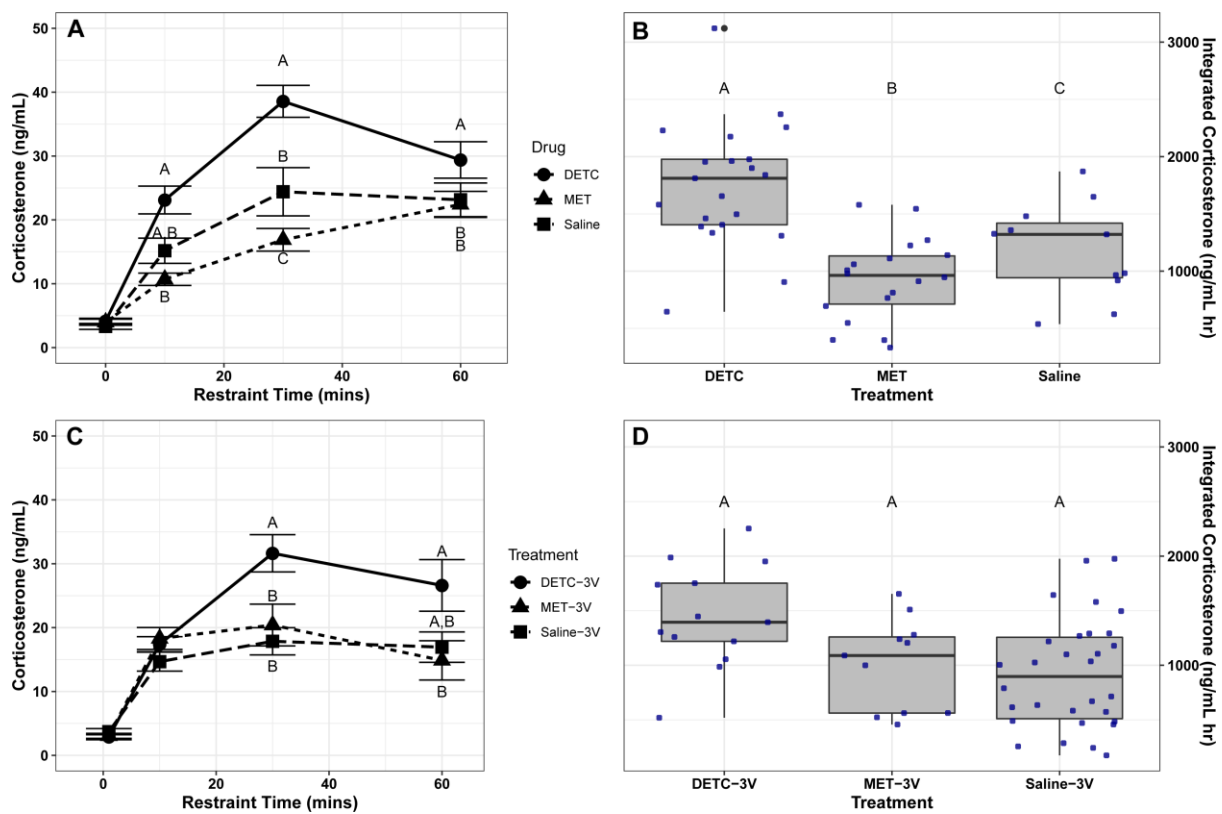 A
50
40
30
20
10
0
Corticosterone (ng/mL)
A
A
A
B
A,B
C
B
B
B
0
20
40
60
Restraint Time (mins)
Drug
DETC
MET
Saline
B
A
B
C
3000
2000
1000
Integrated Corticosterone (ng/mL hr)
DETC
MET
Saline
Treatment
C
50
40
30
20
10
0
Corticosterone (ng/mL)
A
A
B
A,B
B
B
0
20
40
60
Restraint Time (mins)
Treatment
DETC−3V
MET−3V
Saline−3V
D
A
A
A
3000
2000
1000
Integrated Corticosterone (ng/mL hr)
DETC−3V
MET−3V
Saline−3V
Treatment